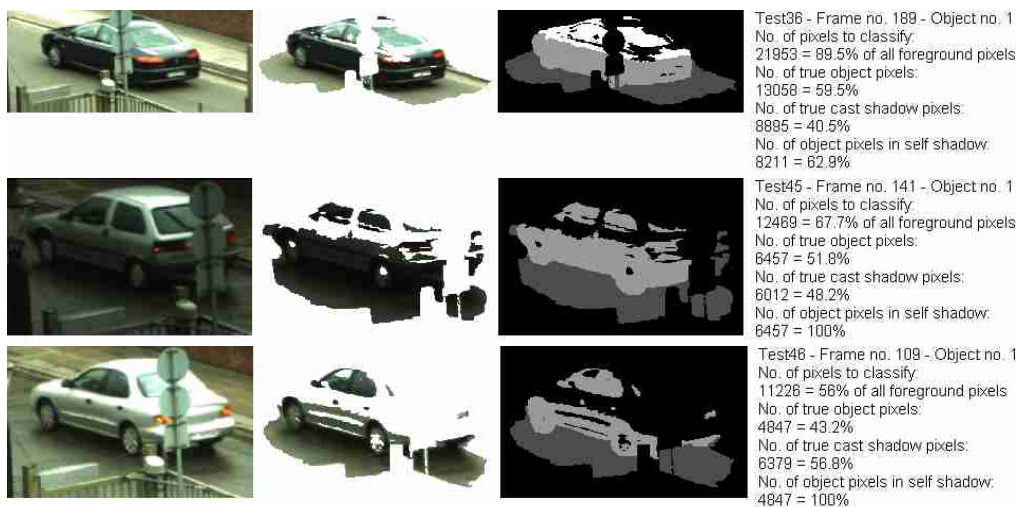 Test36 - Frame no. 189 - Object no. 1
No. of pixels to classify:
21953 = 89.5% of all foreground pixels
No. of true object pixels:
13058 = 59.5%
No. of true cast shadow pixels:
8895 = 40.5%
No. of object pixels in self shadow:
8211 = 62.9%
Test45 - Frame no. 141 - Object no. 1
No. of pixels to classify:
12469 = 67.7% of all foreground pixels
No. of true object pixels:
6457 = 51.8%
No. of true cast shadow pixels:
6012 = 48.2%
No. of object pixels in self shadow:
6457 = 100%
Test46 - Frame no. 109 - Object no. 1
No. of pixels to classify:
11226 = 56% of all foreground pixels
No. of true object pixels:
4847 = 43.2%
No. of true cast shadow pixels:
6379 = 56.8%
No. of object pixels in self shadow:
4847 = 100%